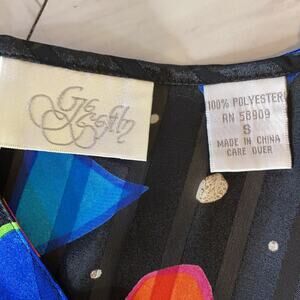 100% POLYESTER
RN 58909
S
MADE IN CHINA
CARE OVER